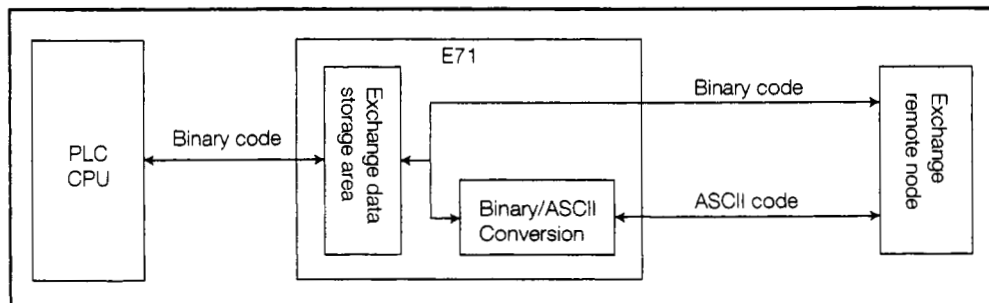 E71
PLC
CPU
Binary code
Exchange data
storage area
Binary/ASCII
Conversion
Binary code
ASCII code
Exchange
remote node